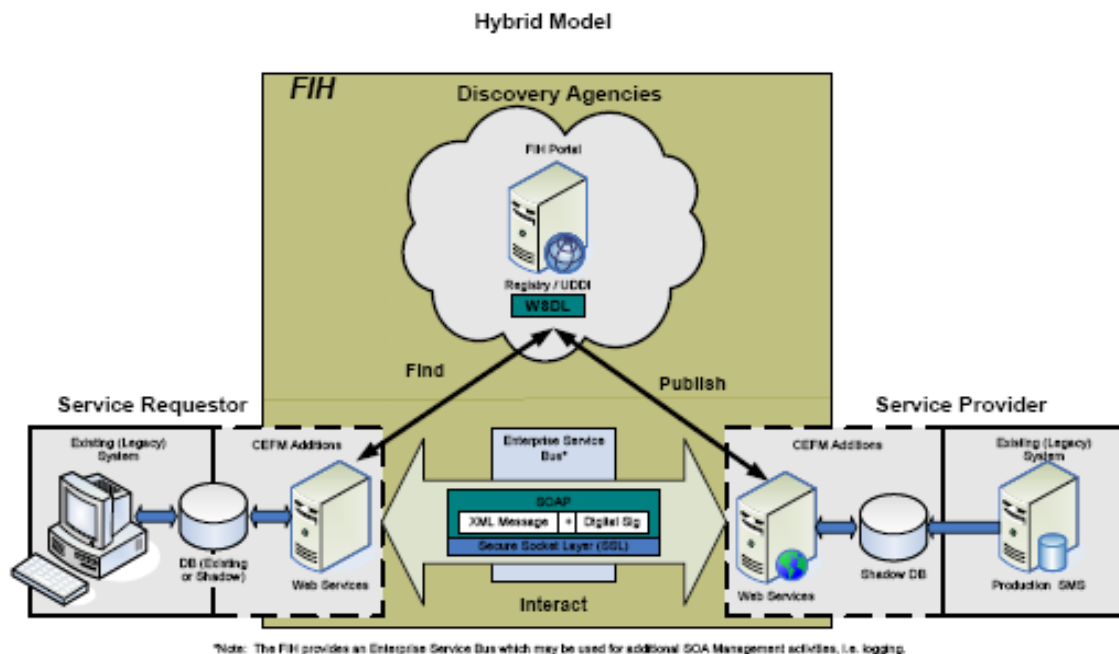 Hybrid Model
FIH
Discovery Agencies
FIH Portal
Registry / UDDI
WSDL
Find
Publish
Service Requestor
Service Provider
Existing (Legacy)
System
CEFM Additions
DB (Existing
or Shadow)
Web Services
Enterprise Service
Bus*
SOAP
XML Message
+
Digital Sig
Secure Socket Layer (SSL)
Interact
CEFM Additions
Existing (Legacy)
System
Web Services
Shadow DB
Production SMS
*Note: The FIH provides an Enterprise Service Bus which may be used for additional SOA Management activities, i.e. logging.